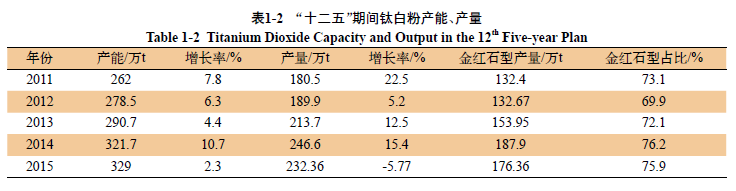 表1-2 “十二五”期间钛白粉产能、产量
Table 1-2 Titanium Dioxide Capacity and Output in the 12th Five-year Plan
年份 产能/万t 增长率/% 产量/万t 增长率/% 金红石型产量/万t 金红石型占比/%
2011 262 7.8 180.5 22.5 132.4 73.1
2012 278.5 6.3 189.9 5.2 132.67 69.9
2013 290.7 4.4 213.7 12.5 153.95 72.1
2014 321.7 10.7 246.6 15.4 187.9 76.2
2015 329 2.3 232.36 -5.77 176.36 75.9